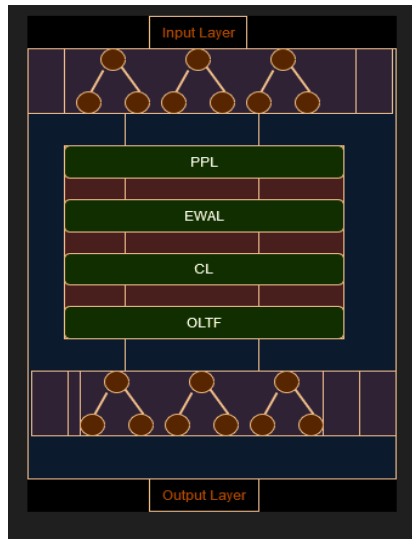 Input Layer
PPL
EWAL
CL
OLTF
Output Layer